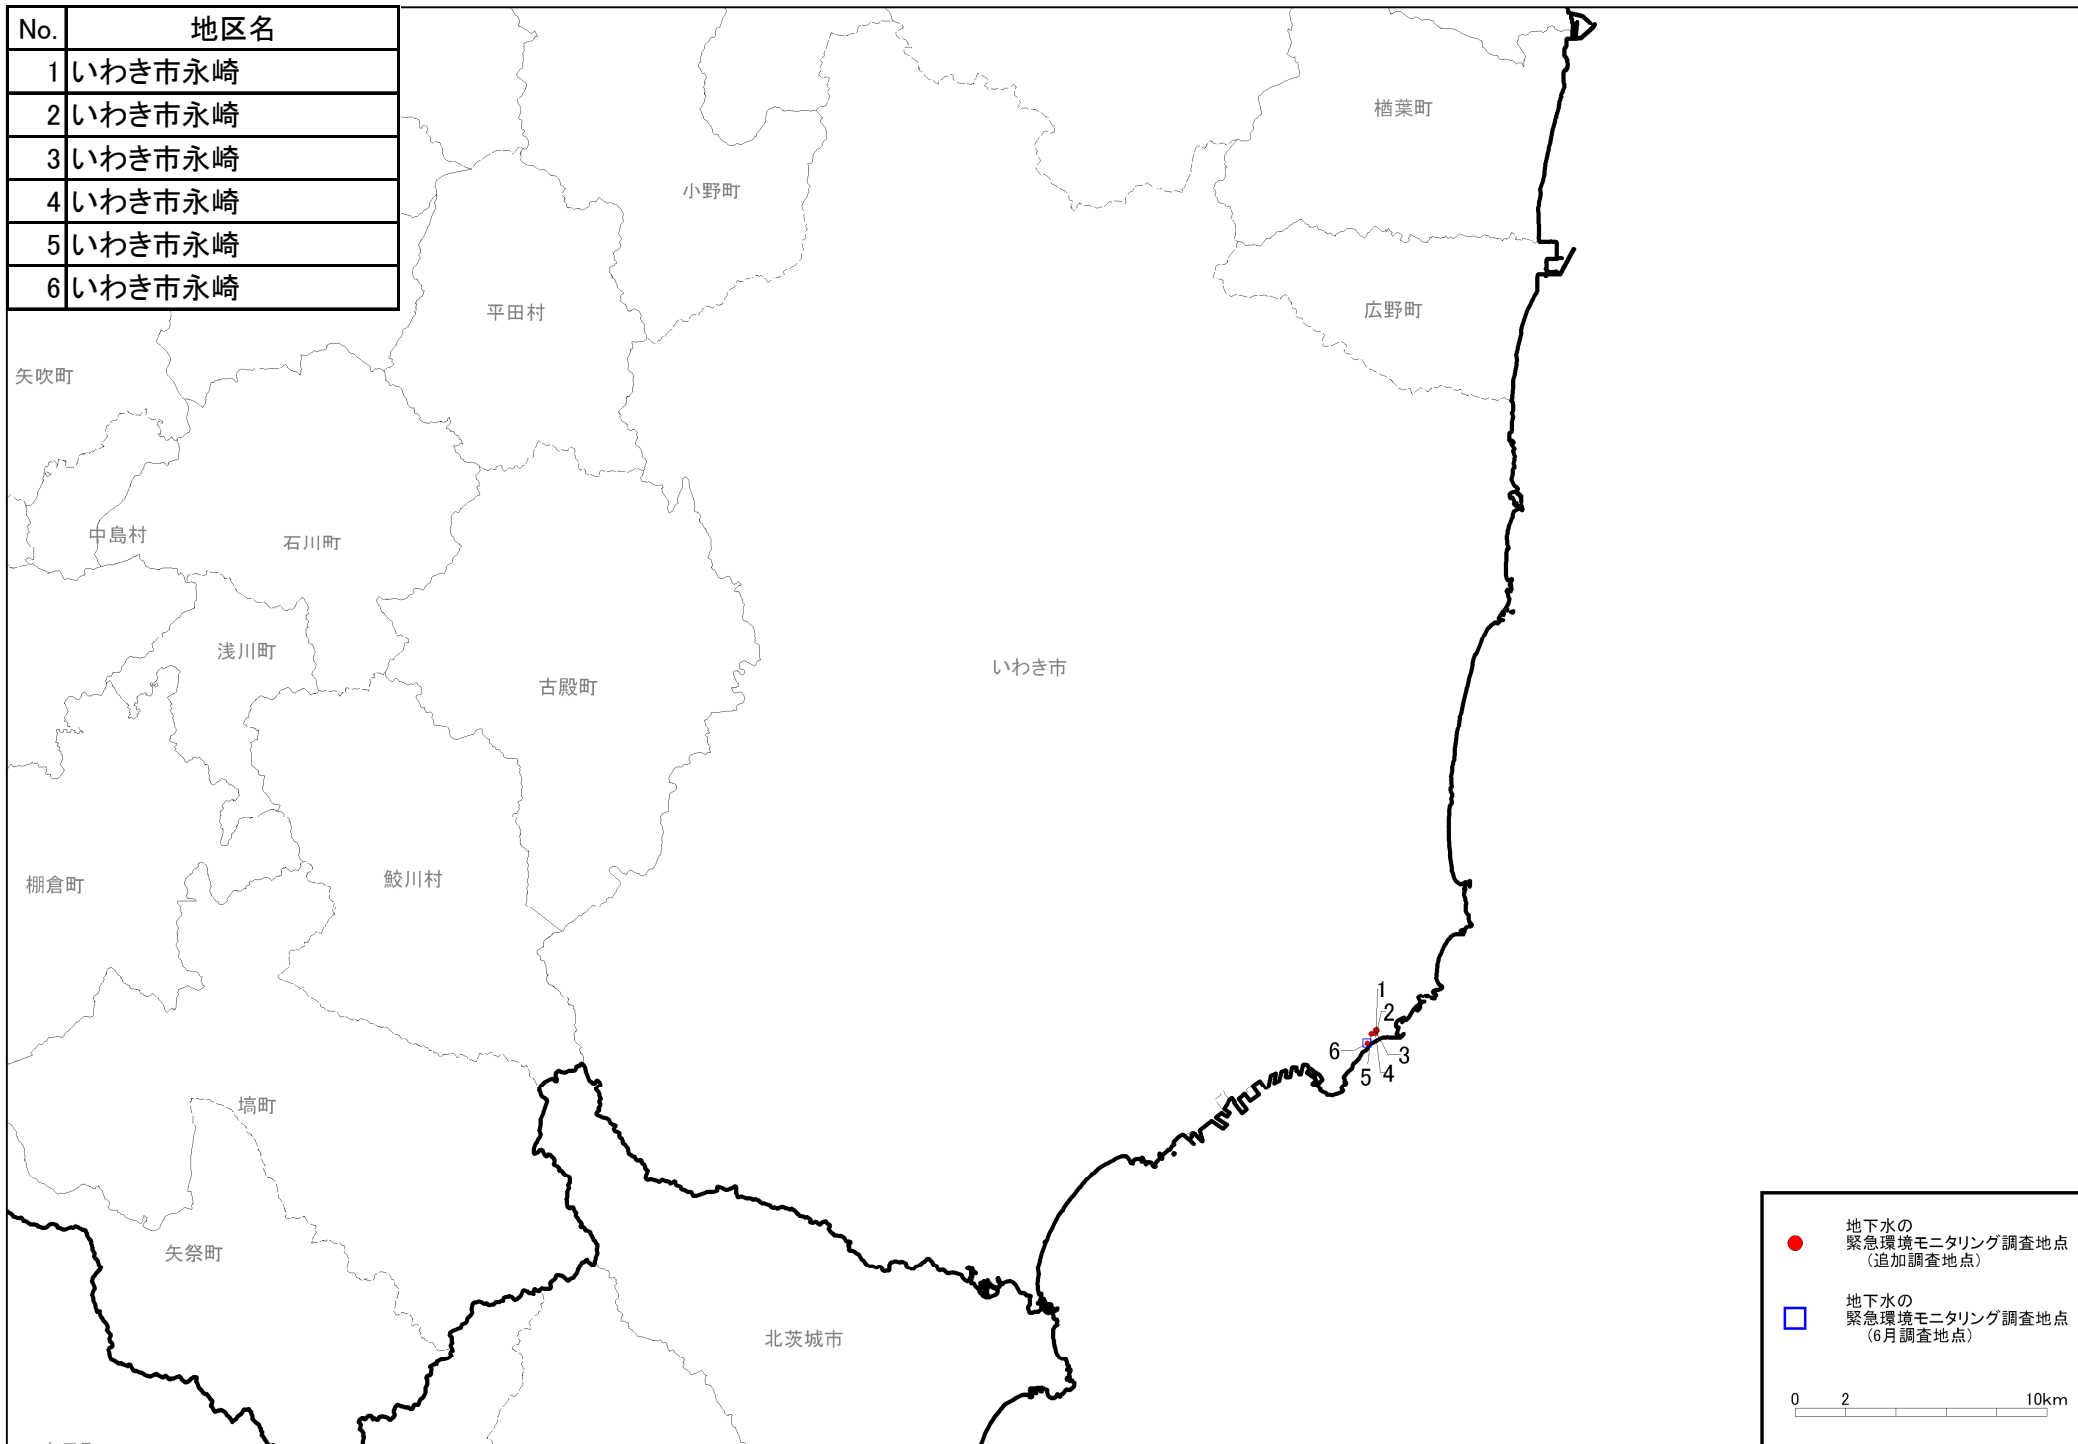 No. 地区名
1 いわき市永崎
2 いわき市永崎
3 いわき市永崎
4 いわき市永崎
5 いわき市永崎
6 いわき市永崎
楢葉町
小野町
広野町
平田村
矢吹町
中島村
石川町
浅川町
いわき市
古殿町
鮫川村
棚倉町
1
2
6
3
5
4
塙町
矢祭町
北茨城市
地下水の
緊急環境モニタリング調査地点
（追加調査地点）
地下水の
緊急環境モニタリング調査地点
（6月調査地点）
0 2 10km